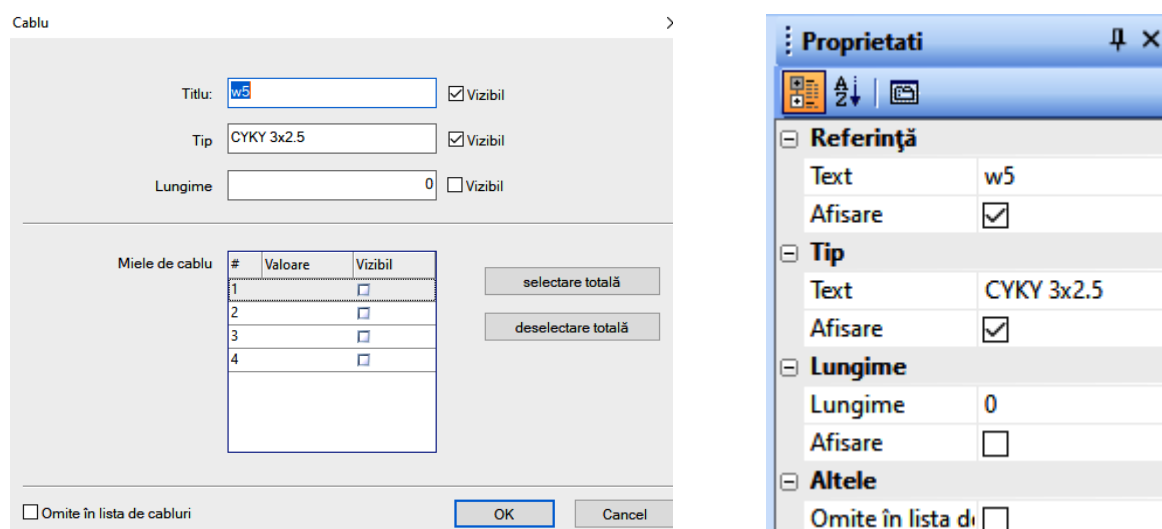 Cablu
Titlu: w5 Vizibil
Tip CYKY 3x2.5 Vizibil
Lungime 0 Vizibil
Miele de cablu # Valoare Vizibil
1
2
3
4
selectare totală
deselectare totală
Omite în lista de cabluri OK Cancel
Proprietati
Referinţă
Text w5
Afisare
Tip
Text CYKY 3x2.5
Afisare
Lungime
Lungime 0
Afisare
Altele
Omite în lista d